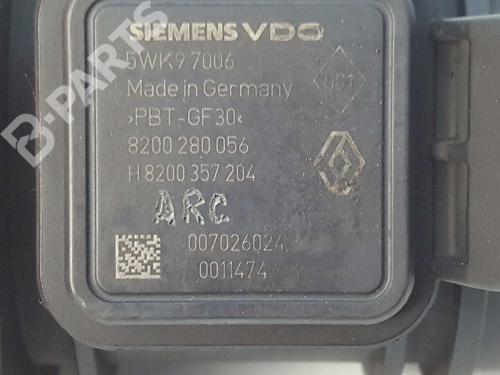 SIEMENS VDO
5WK9 7006
001
Made in Germany
>PBT-GF30<
8200 280 056
H 8200 357 204
ARC
007026024
0011474
B-PARTS